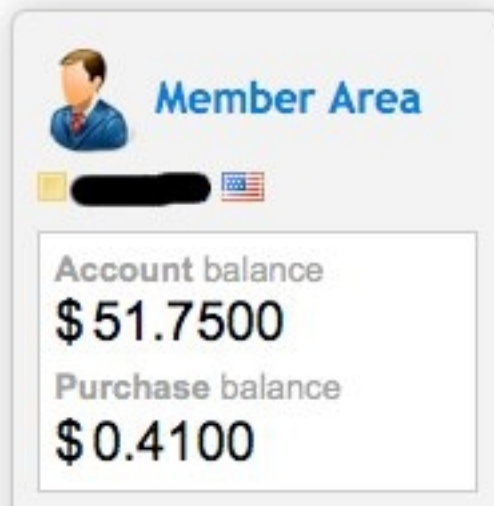 Member Area
Account balance
$51.7500
Purchase balance
$0.4100